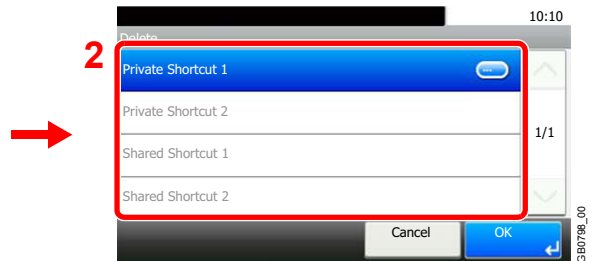 10:10
Delete
2
Private Shortcut 1
Private Shortcut 2
1/1
Shared Shortcut 1
Shared Shortcut 2
Cancel
OK
GB0798_00